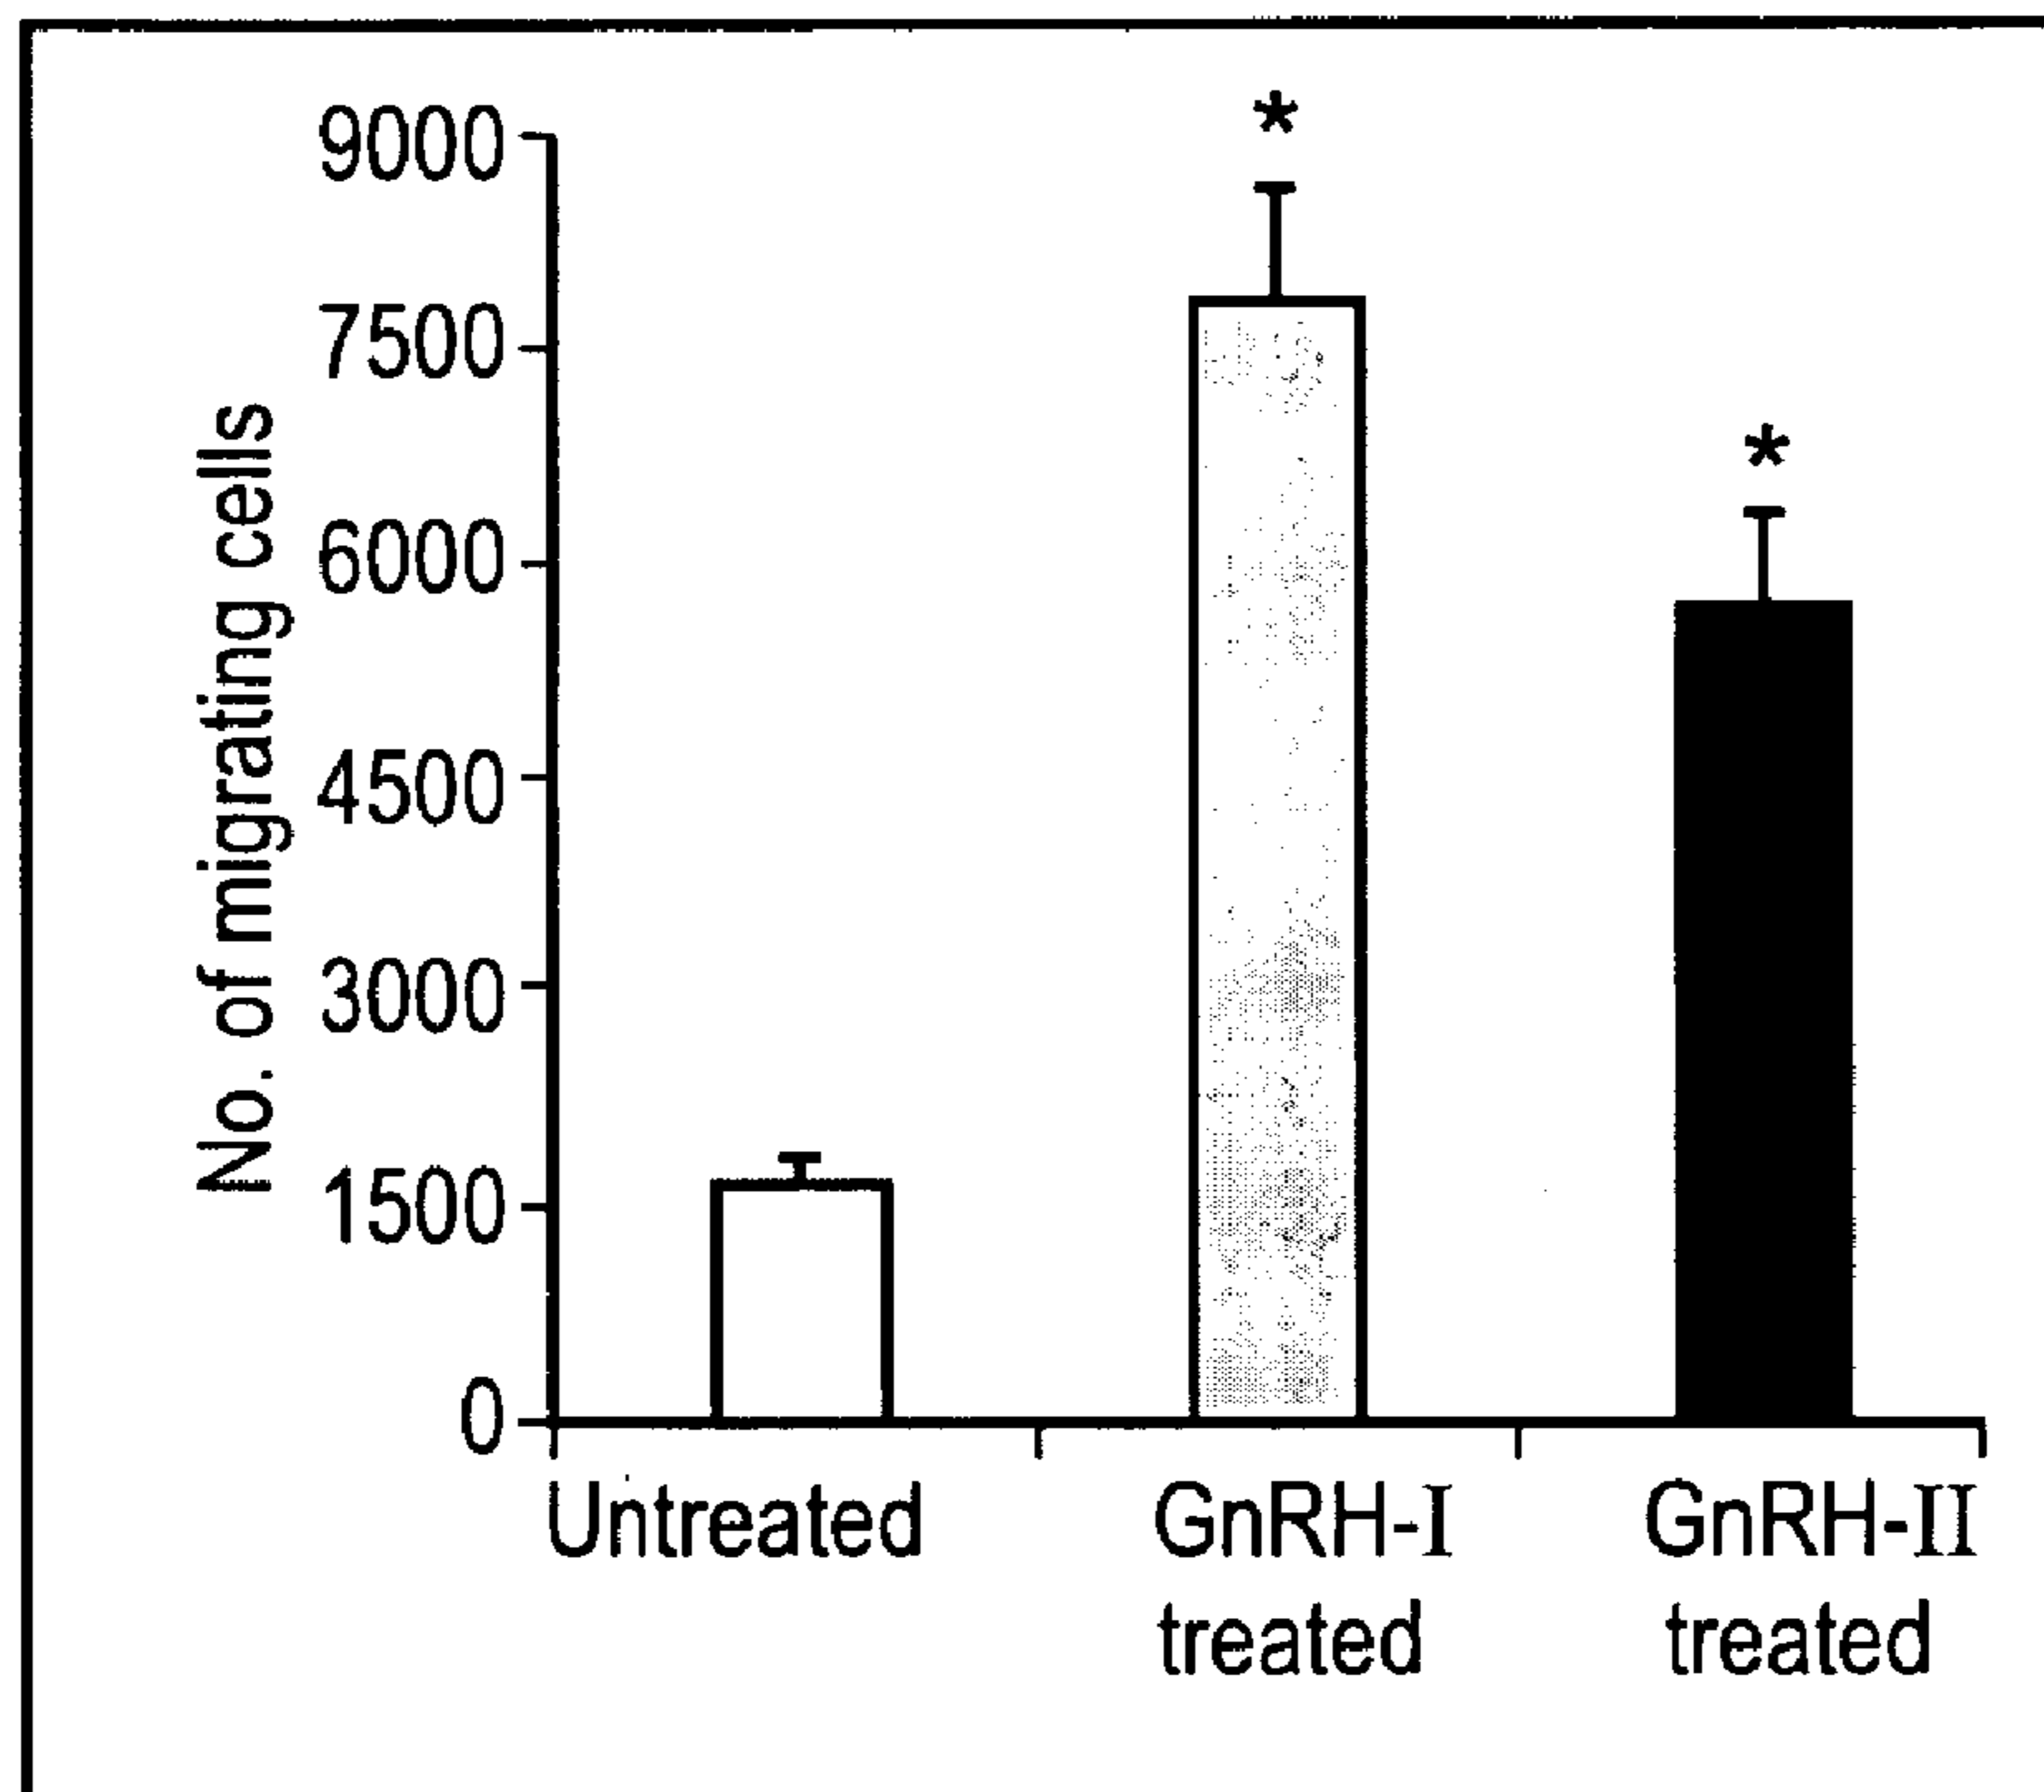 *
9000
7500
*
6000
4500
3000
1500
0
No. of migrating cells
Untreated
GnRH-I
treated
GnRH-II
treated